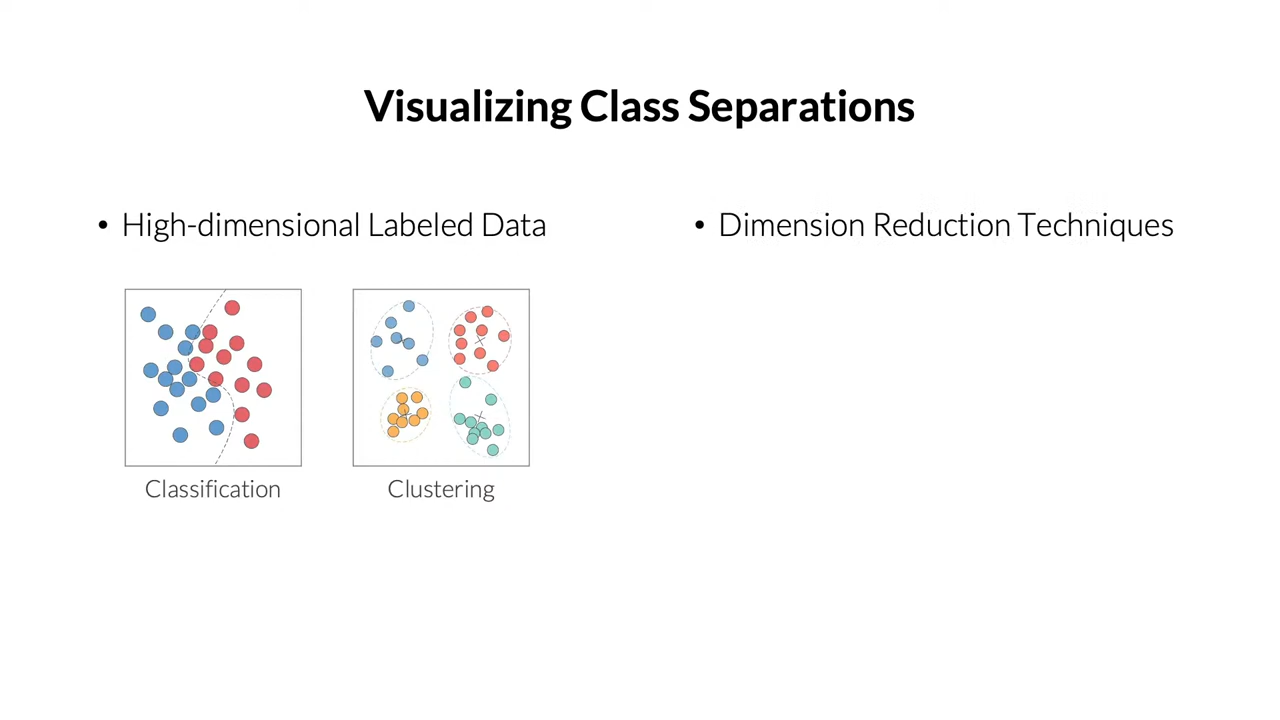 Visualizing Class Separations
• High-dimensional Labeled Data
Classification
Clustering
• Dimension Reduction Techniques